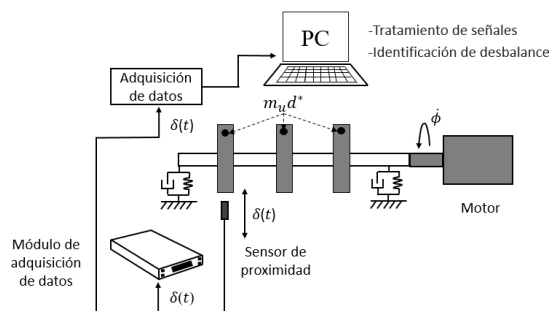 PC
-Tratamiento de señales
-Identificación de desbalance
Adquisición
de datos
δ(t)
m_u d*
ϕ̇
Motor
δ(t)
Sensor de
proximidad
Módulo de
adquisición
de datos
δ(t)